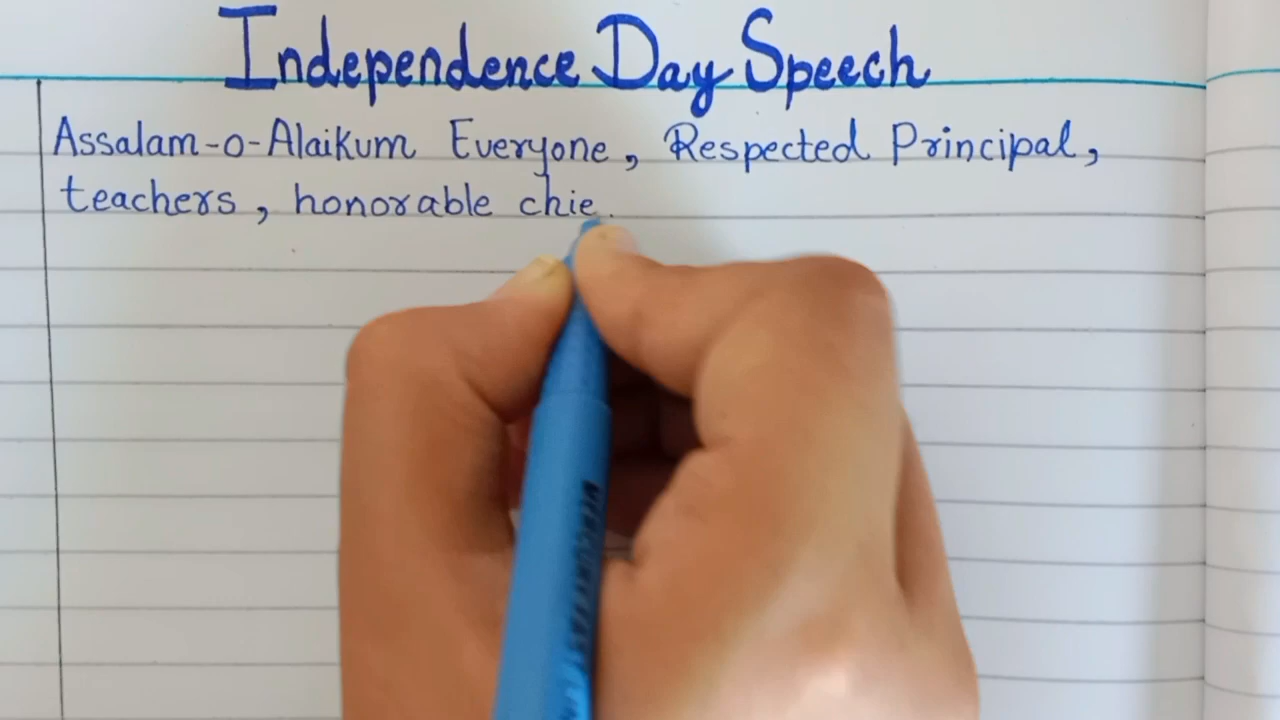 Independence Day Speech
Assalam-o-Alaikum Everyone, Respected Principal,
teachers, honorable chie